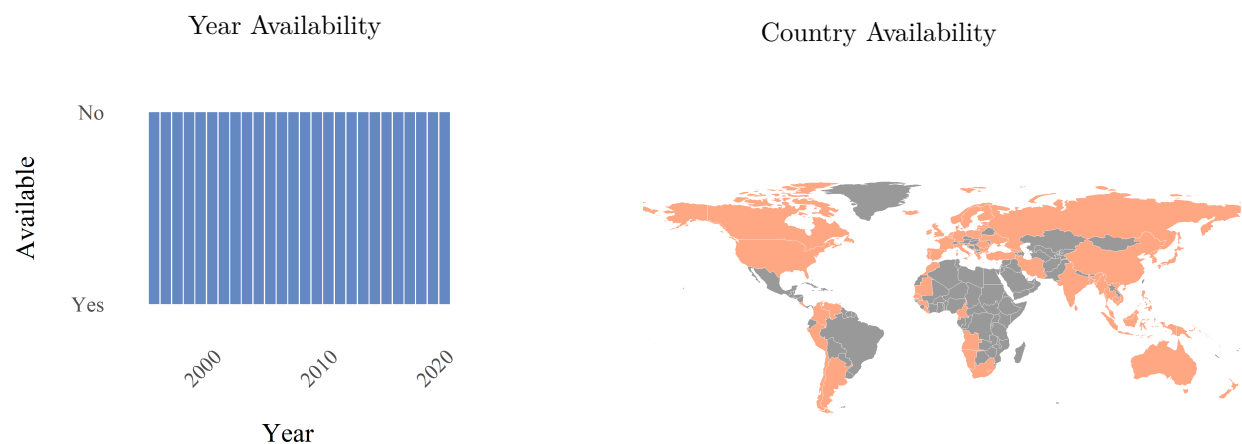 Year Availability
Country Availability
No
Available
Yes
2000
2010
2020
Year